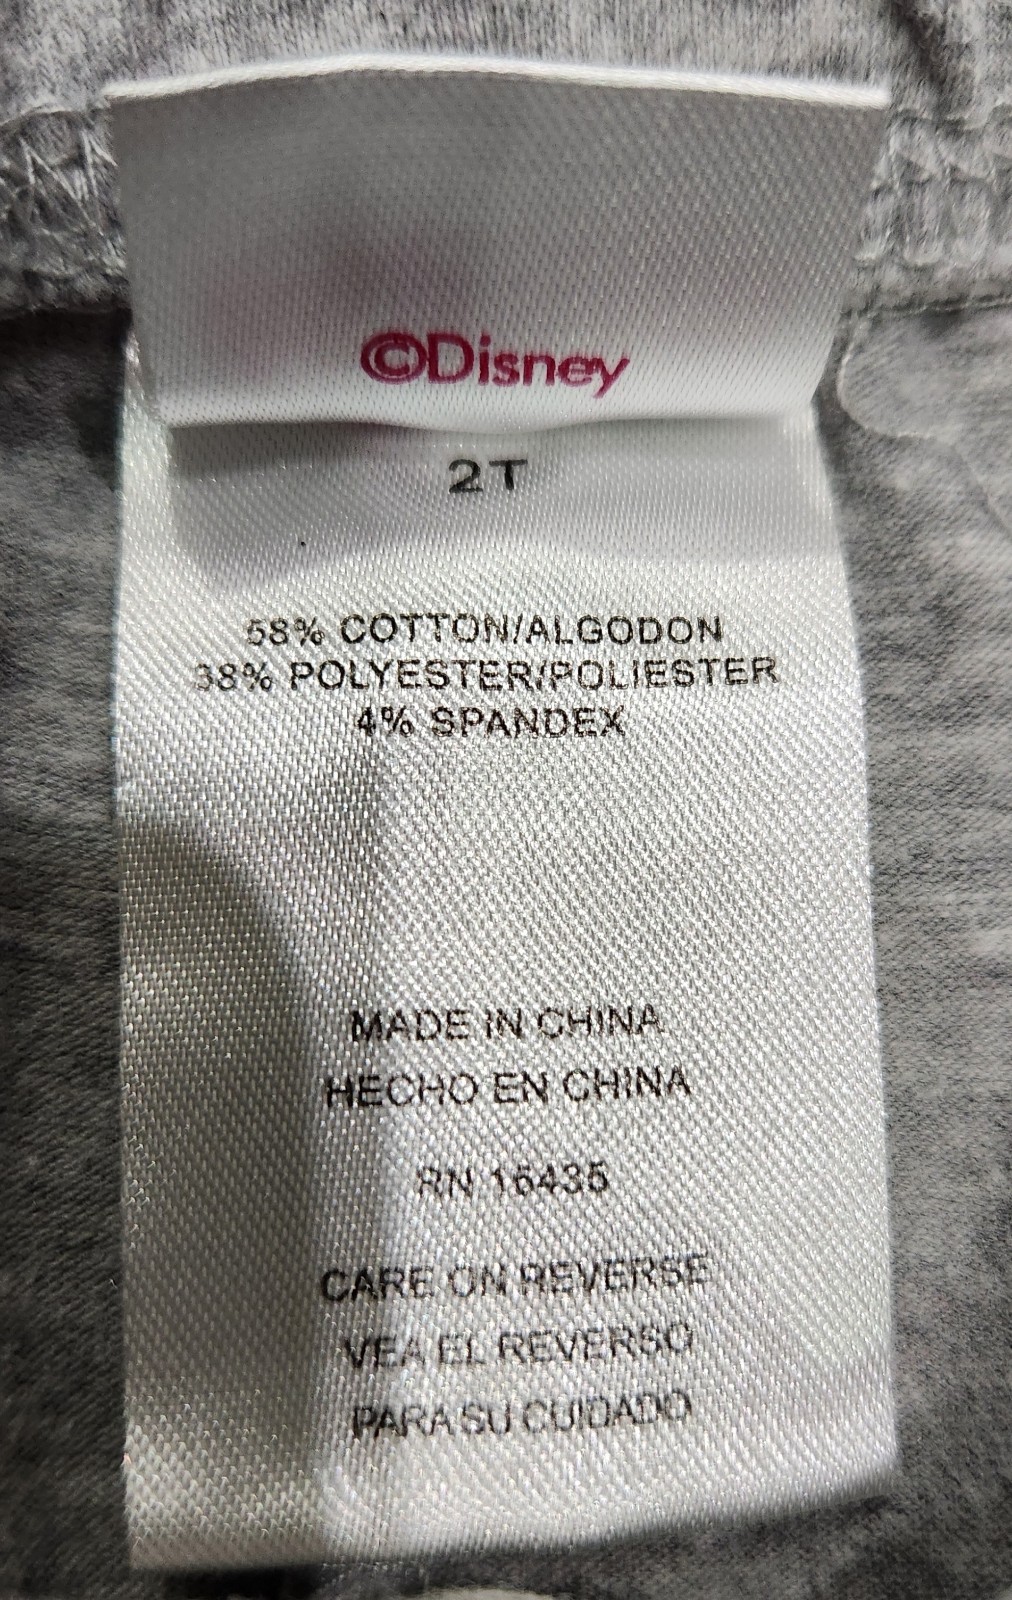 ©Disney
2T
58% COTTON/ALGODON
38% POLYESTER/POLIESTER
4% SPANDEX
MADE IN CHINA
HECHO EN CHINA
RN 16435
CARE ON REVERSE
VEA EL REVERSO
PARA SU CUIDADO